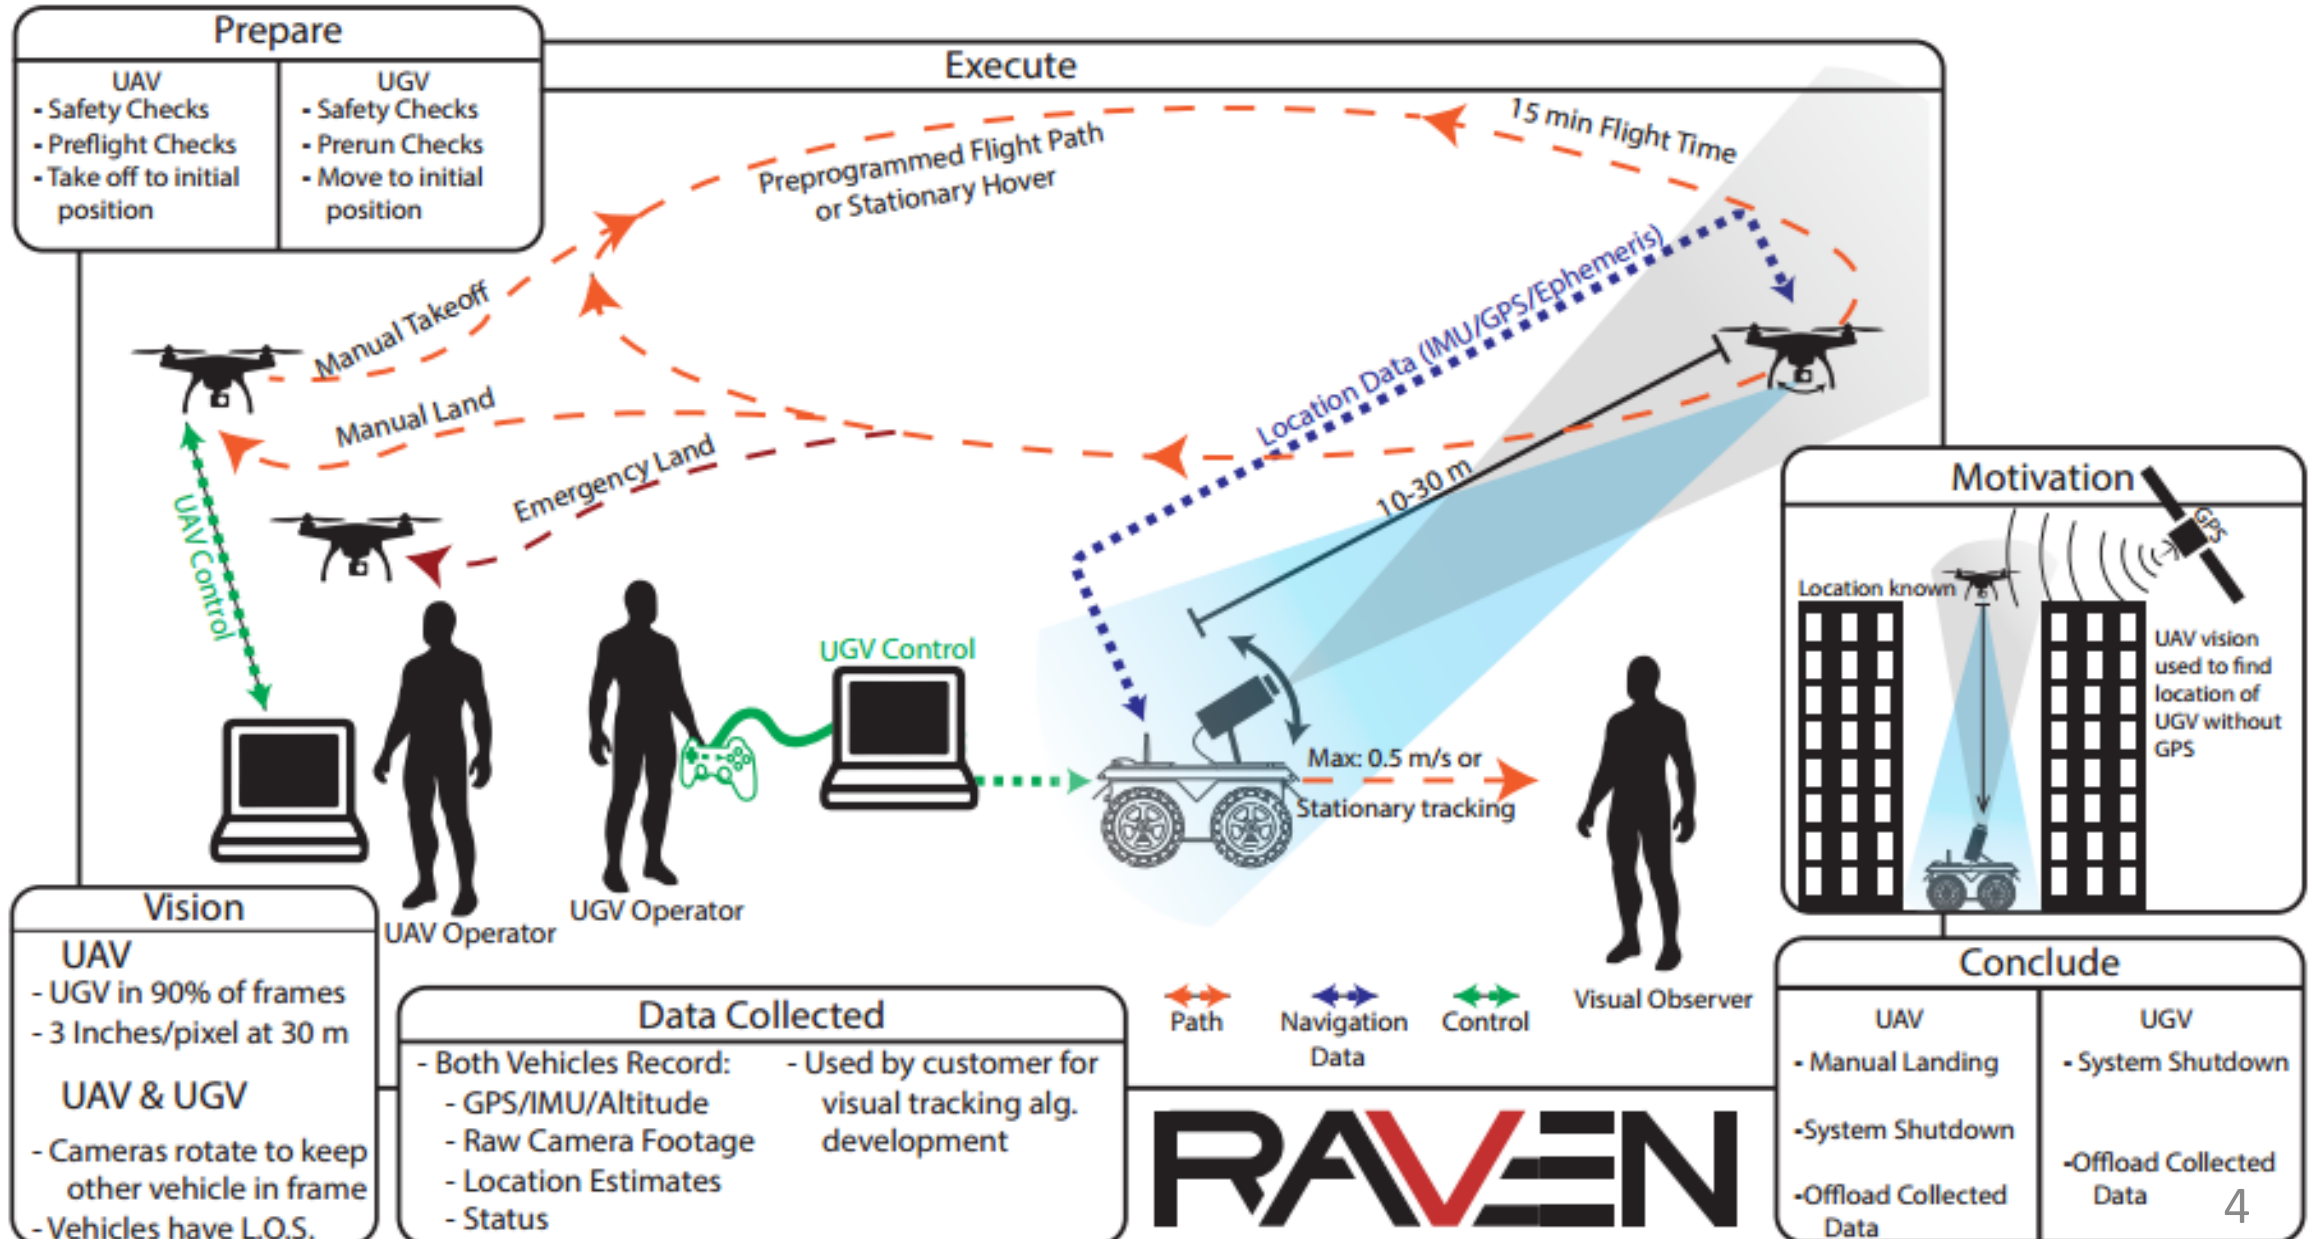 Prepare
UAV
- Safety Checks
- Preflight Checks
- Take off to initial
position
UGV
- Safety Checks
- Prerun Checks
- Move to initial
position
Execute
15 min Flight Time
Preprogrammed Flight Path
or Stationary Hover
Manual Takeoff
Manual Land
Emergency Land
Location Data (IMU/GPS/Ephemeris)
10-30 m
UAV Control
UGV Control
Max: 0.5 m/s or
Stationary tracking
UAV Operator
UGV Operator
Visual Observer
Motivation
GPS
Location known
UAV vision
used to find
location of
UGV without
GPS
Vision
UAV
- UGV in 90% of frames
- 3 Inches/pixel at 30 m
UAV & UGV
- Cameras rotate to keep
other vehicle in frame
- Vehicles have L.O.S.
Data Collected
- Both Vehicles Record:
- GPS/IMU/Altitude
- Raw Camera Footage
- Location Estimates
- Status
- Used by customer for
visual tracking alg.
development
Path
Navigation
Data
Control
RAVEN
Conclude
UAV
- Manual Landing
-System Shutdown
-Offload Collected
Data
UGV
- System Shutdown
-Offload Collected
Data
4